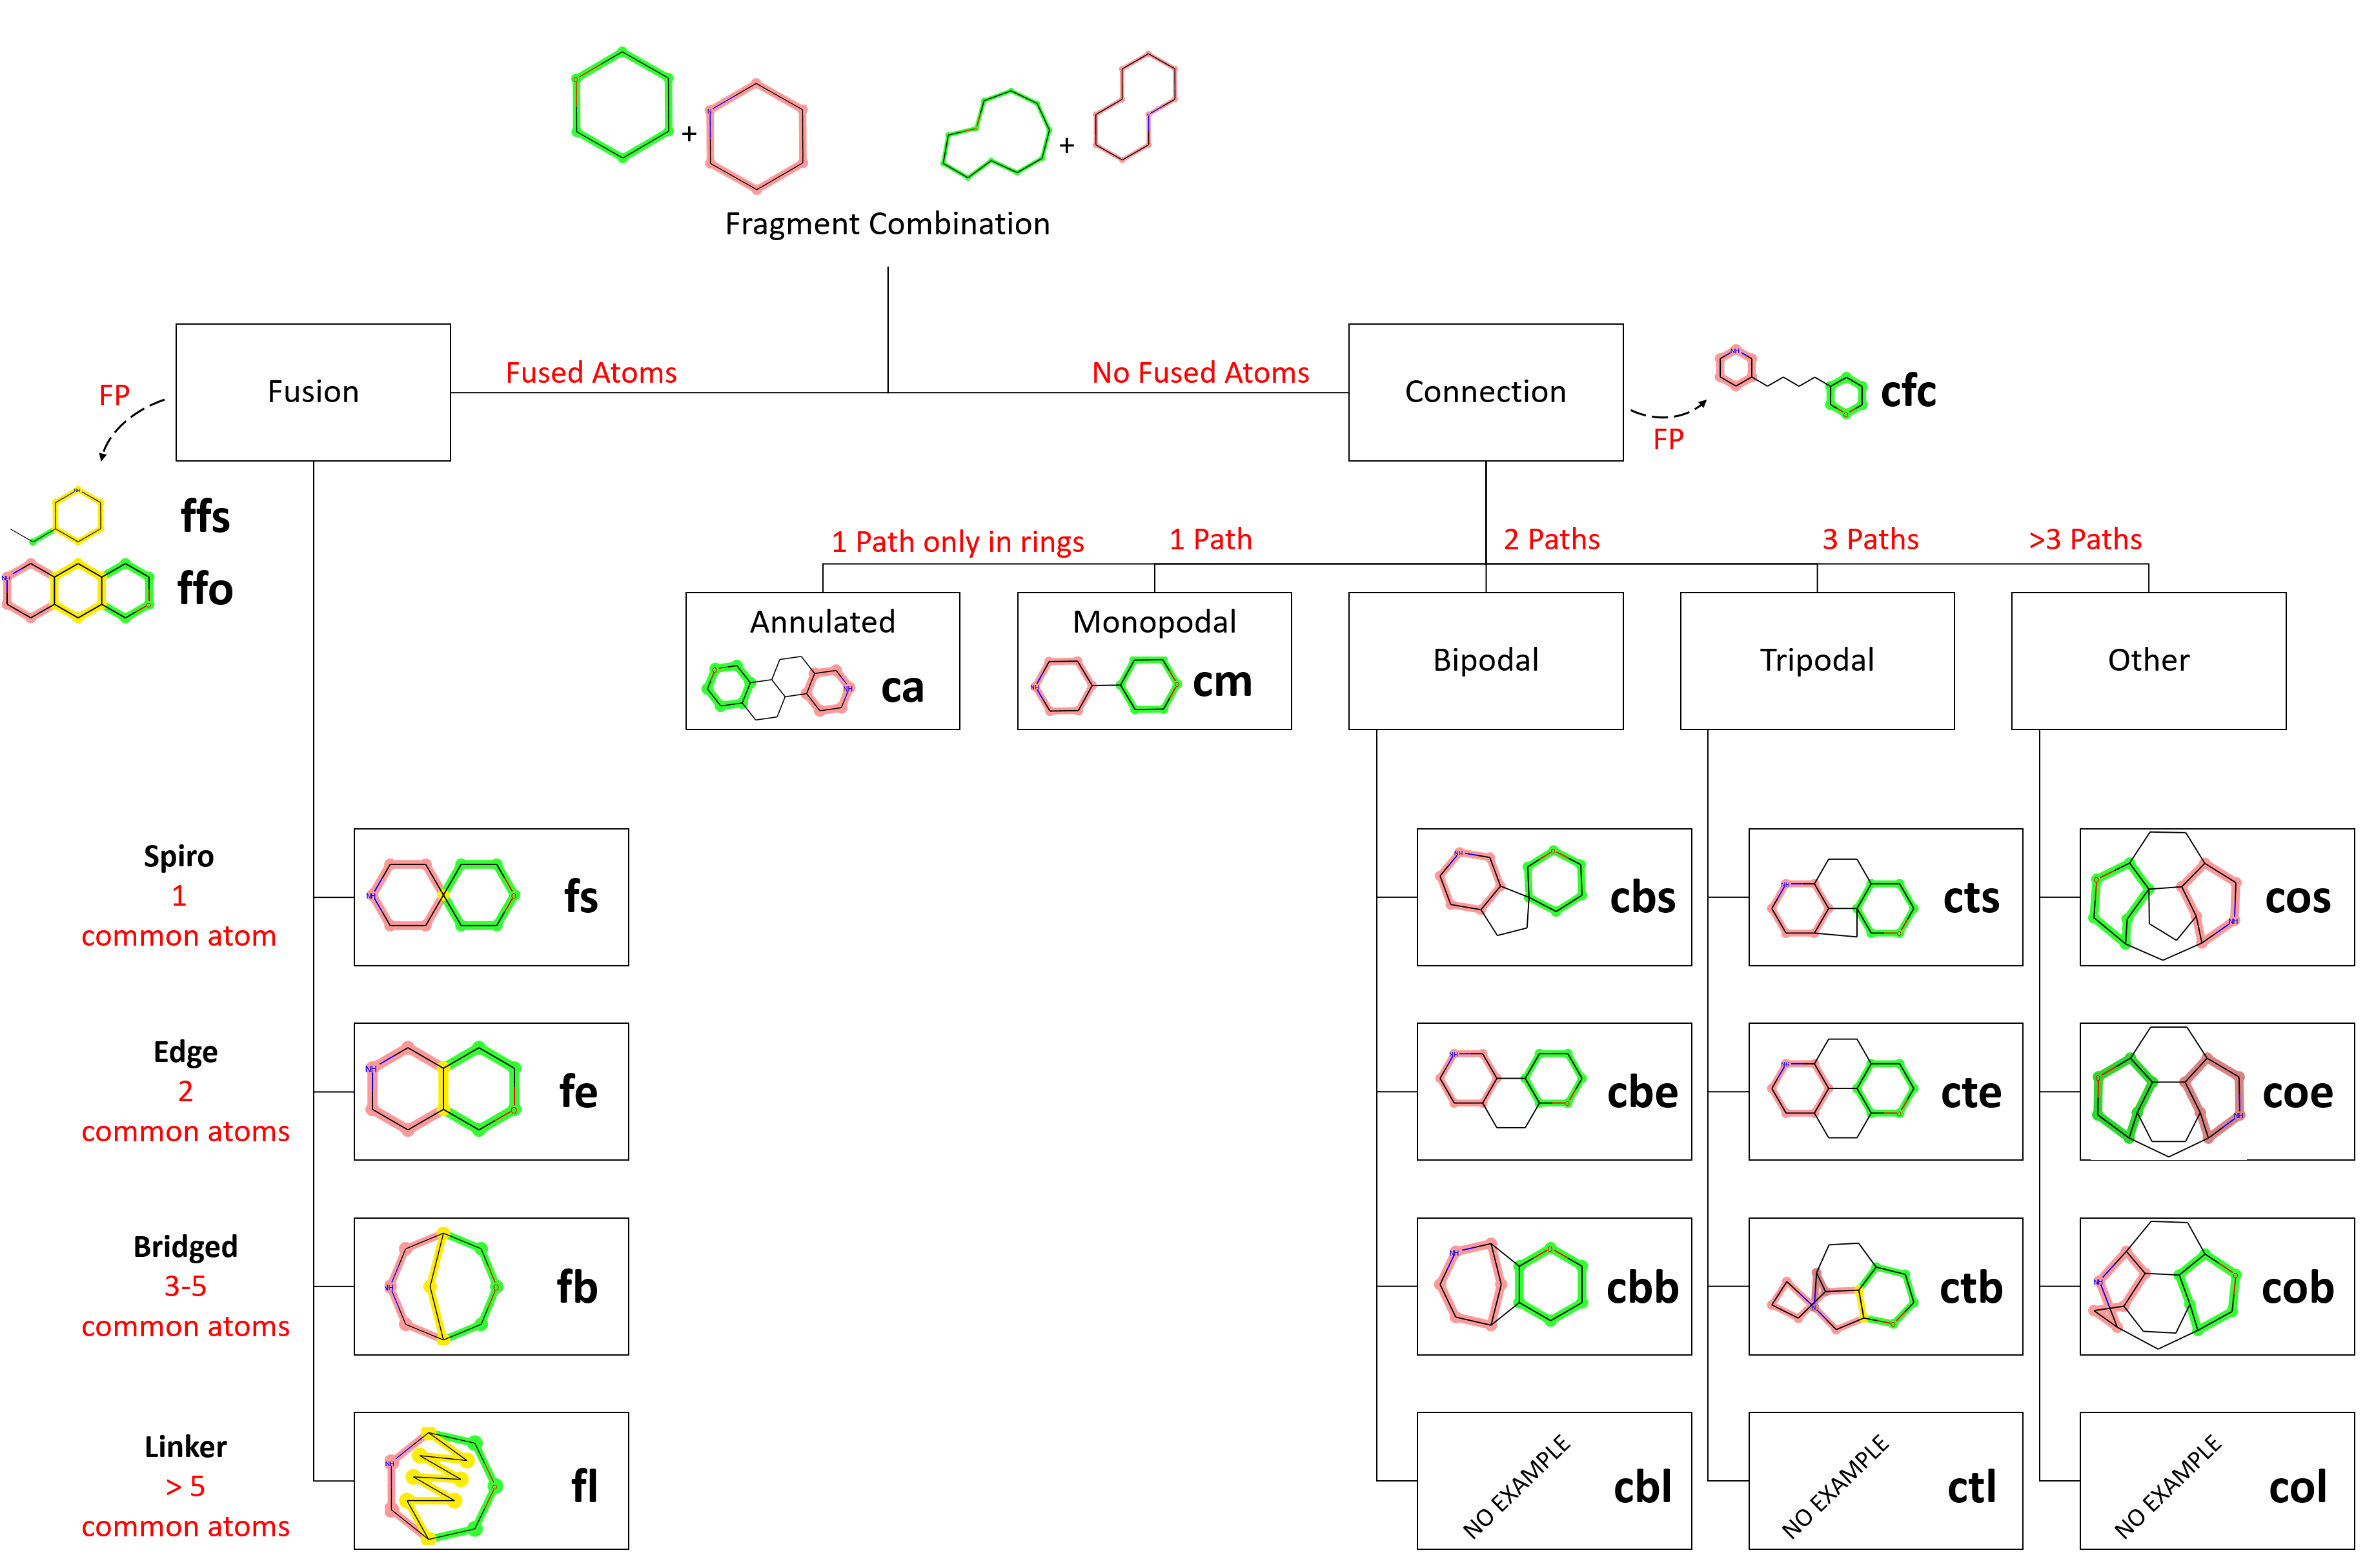 +
+
Fragment Combination
Fusion
Fused Atoms
No Fused Atoms
Connection
FP
FP
cfc
ffs
ffo
1 Path only in rings
1 Path
2 Paths
3 Paths
>3 Paths
Annulated
ca
Monopodal
cm
Bipodal
Tripodal
Other
Spiro
1
common atom
fs
cbs
cts
cos
Edge
2
common atoms
fe
cbe
cte
coe
Bridged
3-5
common atoms
fb
cbb
ctb
cob
Linker
> 5
common atoms
fl
NO EXAMPLE
cbl
NO EXAMPLE
ctl
NO EXAMPLE
col